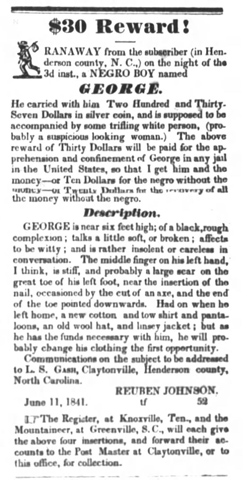 $30 Reward!
RANAWAY from the subscriber (in Hen-
derson county, N. C.,) on the night of the
3d inst., a NEGRO BOY named
GEORGE.
He carried with him Two Hundred and Thirty-
Seven Dollars in silver coin, and is supposed to be
accompanied by some trifling white person, (pro-
bably a suspicious looking woman.) The above
reward of Thirty Dollars will be paid for the ap-
prehension and confinement of George in any jail
in the United States, so that I get him and the
money—or Ten Dollars for the negro without the
money—or Twenty Dollars for the recovery of all
the money without the negro.
Description.
GEORGE is near six feet high; of a black, rough
complexion; talks a little soft, or broken; affects
to be witty; and is rather insolent or careless in
conversation. The middle finger on his left hand,
I think, is stiff, and probably a large scar on the
great toe of his left foot, near the insertion of the
nail, occasioned by the cut of an axe, and the end
of the toe pointed downwards. Had on when he
left home, a new cotton and tow shirt and panta-
loons, an old wool hat, and linsey jacket; but as
he has the funds necessary with him, he will pro-
bably change his clothing the first opportunity.
Communications on the subject to be addressed
to L. S. GASH, Claytonville, Henderson county,
North Carolina.
REUBEN JOHNSON.
June 11, 1841. tf 52
☞The Register, at Knoxville, Ten., and the
Mountaineer, at Greenville, S. C., will each give
the above four insertions, and forward their ac-
counts to the Post Master at Claytonville, or to
this office, for collection.